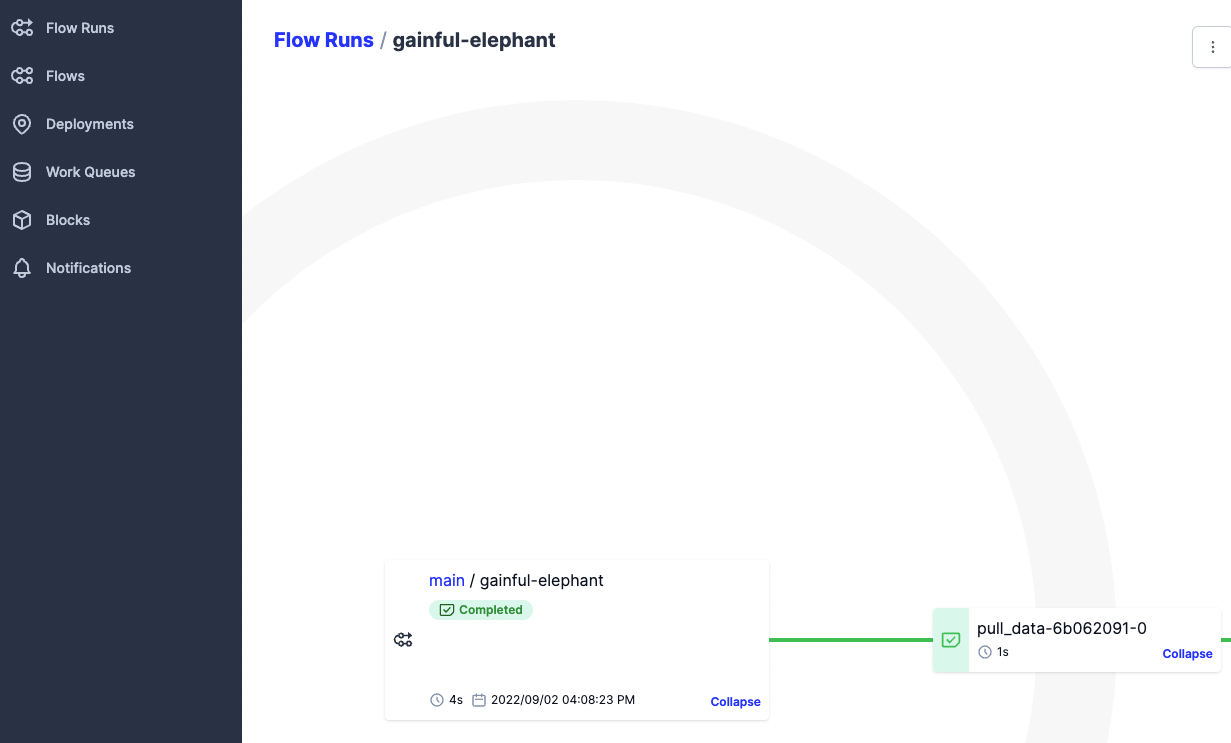 Flow Runs
Flows
Deployments
Work Queues
Blocks
Notifications
Flow Runs / gainful-elephant
main / gainful-elephant
Completed
4s 2022/09/02 04:08:23 PM Collapse
pull_data-6b062091-0
1s Collapse